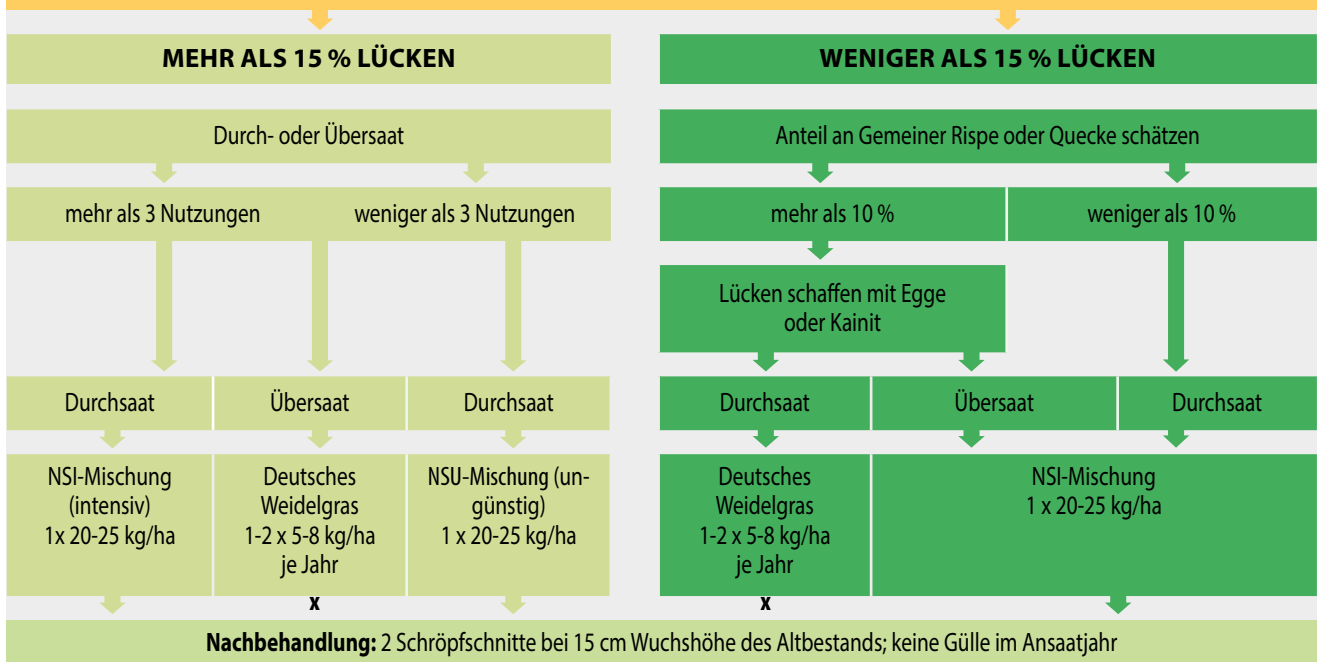 MEHR ALS 15 % LÜCKEN
Durch- oder Übersaat
mehr als 3 Nutzungen
weniger als 3 Nutzungen
Durchsaat
Übersaat
Durchsaat
NSI-Mischung
(intensiv)
1x 20-25 kg/ha
Deutsches
Weidelgras
1-2 x 5-8 kg/ha
je Jahr
x
NSU-Mischung (un-
günstig)
1 x 20-25 kg/ha
WENIGER ALS 15 % LÜCKEN
Anteil an Gemeiner Rispe oder Quecke schätzen
mehr als 10 %
weniger als 10 %
Lücken schaffen mit Egge
oder Kainit
Durchsaat
Übersaat
Durchsaat
Deutsches
Weidelgras
1-2 x 5-8 kg/ha
je Jahr
x
NSI-Mischung
1 x 20-25 kg/ha
Nachbehandlung: 2 Schröpfschnitte bei 15 cm Wuchshöhe des Altbestands; keine Gülle im Ansaatjahr